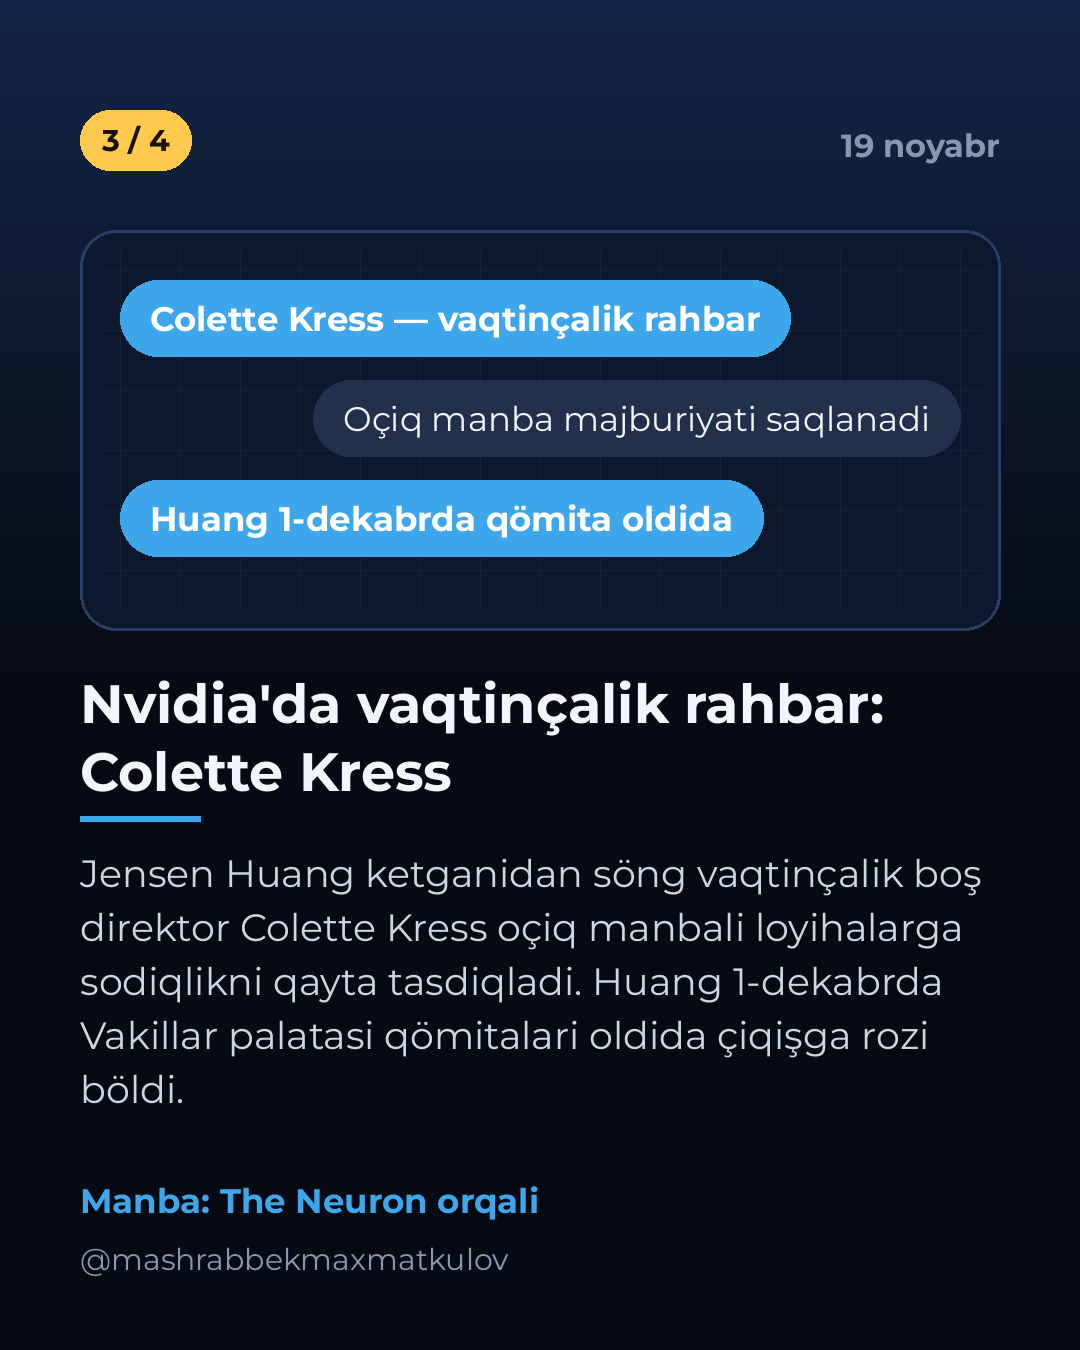 3 / 4
19 noyabr
Colette Kress — vaqtinçalik rahbar
Oçiq manba majburiyati saqlanadi
Huang 1-dekabrda qömita oldida
Nvidia'da vaqtinçalik rahbar:
Colette Kress
Jensen Huang ketganidan söng vaqtinçalik boş
direktor Colette Kress oçiq manbali loyihalarga
sodiqlikni qayta tasdiqladi. Huang 1-dekabrda
Vakillar palatasi qömitalari oldida çiqişga rozi
böldi.
Manba: The Neuron orqali
@mashrabbekmaxmatkulov